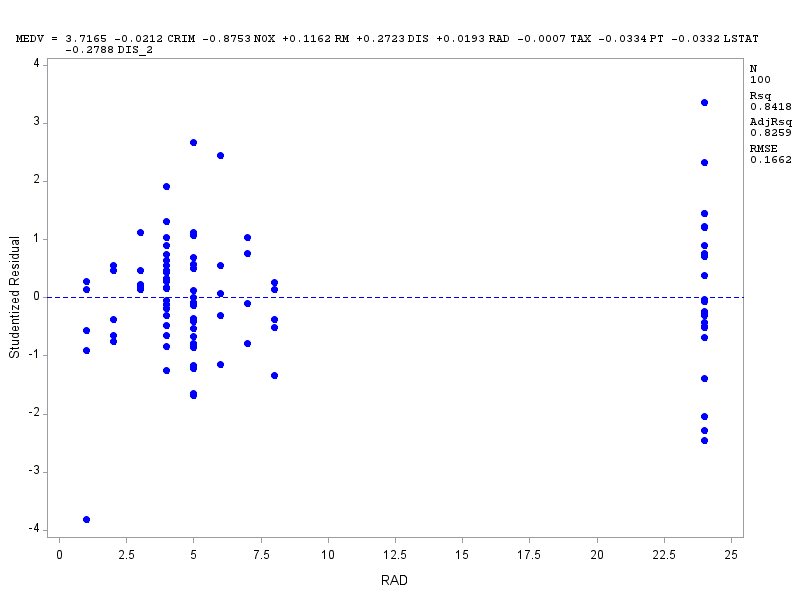 MEDV = 3.7165 -0.0212 CRIM -0.8753 NOX +0.1162 RM +0.2723 DIS +0.0193 RAD -0.0007 TAX -0.0334 PT -0.0332 LSTAT
-0.2788 DIS_2
N
100
Rsq
0.8418
AdjRsq
0.8259
RMSE
0.1662
4
3
2
1
0
-1
-2
-3
-4
Studentized Residual
0 2.5 5 7.5 10 12.5 15 17.5 20 22.5 25
RAD